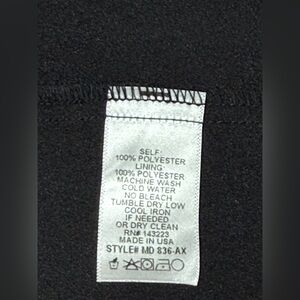 SELF
100% POLYESTER
LINING
100% POLYESTER
MACHINE WASH
COLD WATER
NO BLEACH
TUMBLE DRY LOW
COOL IRON
IF NEEDED
OR DRY CLEAN
RN# 143223
MADE IN USA
STYLE# MD 836-AX